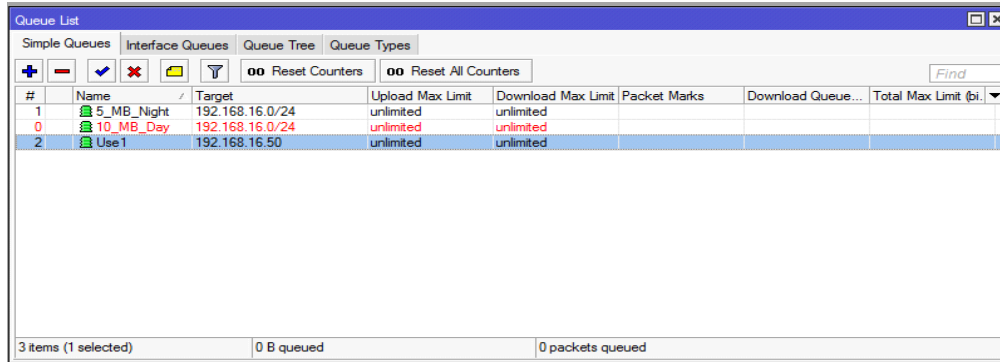 Queue List
Simple Queues Interface Queues Queue Tree Queue Types
00 Reset Counters 00 Reset All Counters Find
# Name / Target Upload Max Limit Download Max Limit Packet Marks Download Queue... Total Max Limit (bi.
1 5_MB_Night 192.168.16.0/24 unlimited unlimited
0 10_MB_Day 192.168.16.0/24 unlimited unlimited
2 Use1 192.168.16.50 unlimited unlimited
3 items (1 selected) 0 B queued 0 packets queued